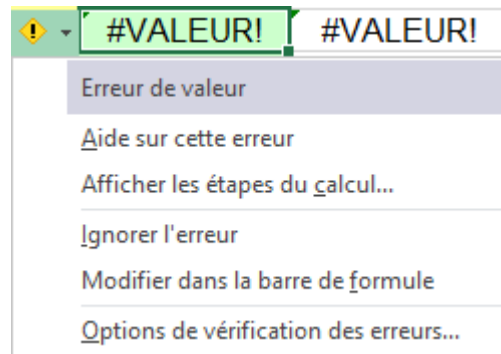 #VALEUR! #VALEUR!
Erreur de valeur
Aide sur cette erreur
Afficher les étapes du calcul...
Ignorer l'erreur
Modifier dans la barre de formule
Options de vérification des erreurs...